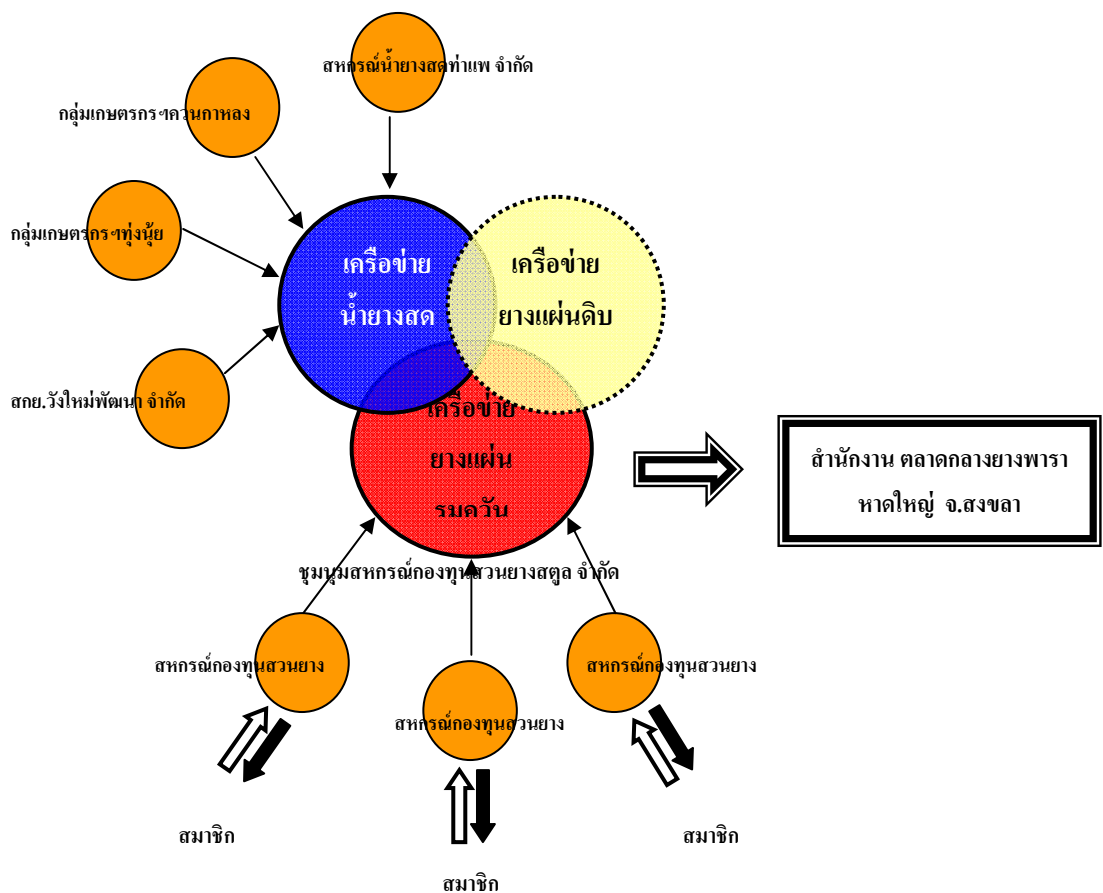 สหกรณ์น้ำยางสดท่าแพ จำกัด
กลุ่มเกษตรกรฯควนกาหลง
กลุ่มเกษตรกรฯทุ่งนุ้ย
สกย.วังใหม่พัฒนา จำกัด
เครือข่าย
น้ำยางสด
เครือข่าย
ยางแผ่นดิบ
เครือข่าย
ยางแผ่น
รมควัน
สำนักงาน ตลาดกลางยางพารา
หาดใหญ่ จ.สงขลา
ชุมนุมสหกรณ์กองทุนสวนยางสตูล จำกัด
สหกรณ์กองทุนสวนยาง
สหกรณ์กองทุนสวนยาง
สหกรณ์กองทุนสวนยาง
สมาชิก
สมาชิก
สมาชิก